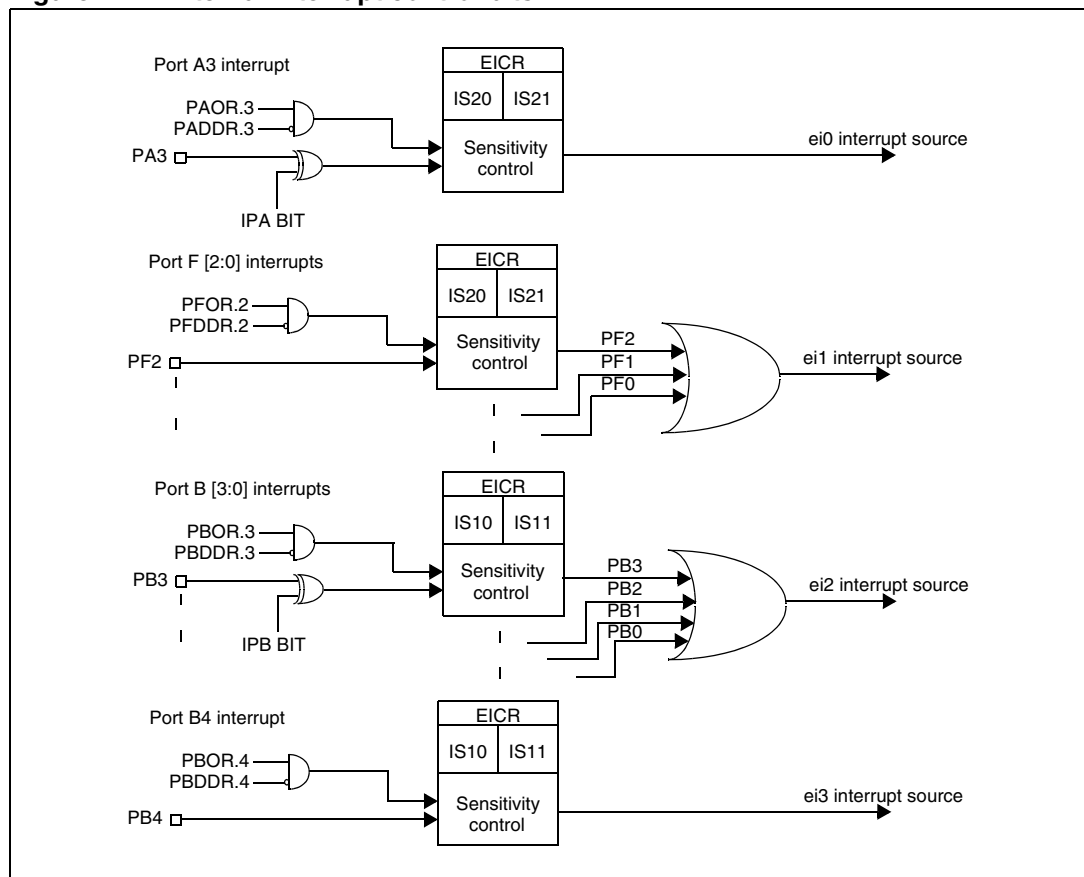 Port A3 interrupt
EICR
IS20 IS21
PAOR.3
PADDR.3
PA3
Sensitivity
control
ei0 interrupt source
IPA BIT
Port F [2:0] interrupts
EICR
IS20 IS21
PFOR.2
PFDDR.2
PF2
Sensitivity
control
PF2
PF1
PF0
ei1 interrupt source
Port B [3:0] interrupts
EICR
IS10 IS11
PBOR.3
PBDDR.3
PB3
Sensitivity
control
PB3
PB2
PB1
PB0
ei2 interrupt source
IPB BIT
Port B4 interrupt
EICR
IS10 IS11
PBOR.4
PBDDR.4
PB4
Sensitivity
control
ei3 interrupt source